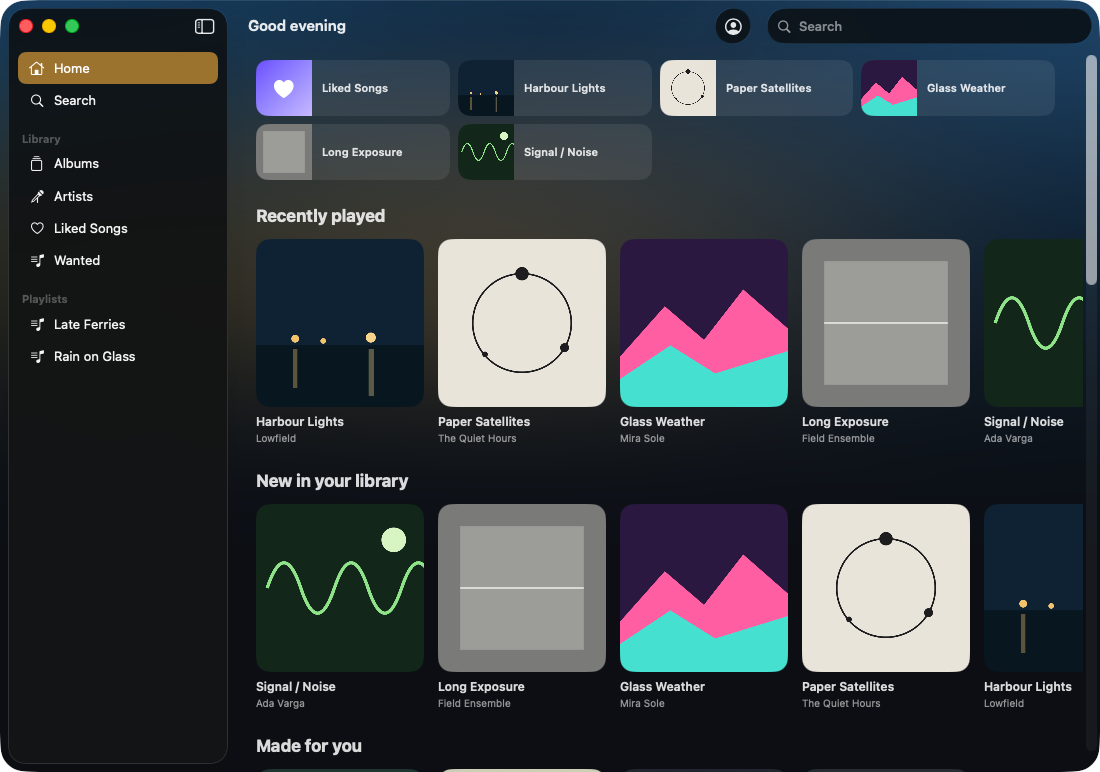 Good evening
Search
Home
Search
Library
Albums
Artists
Liked Songs
Wanted
Playlists
Late Ferries
Rain on Glass
Liked Songs
Harbour Lights
Paper Satellites
Glass Weather
Long Exposure
Signal / Noise
Recently played
Harbour Lights
Lowfield
Paper Satellites
The Quiet Hours
Glass Weather
Mira Sole
Long Exposure
Field Ensemble
Signal / Noise
Ada Varga
New in your library
Signal / Noise
Ada Varga
Long Exposure
Field Ensemble
Glass Weather
Mira Sole
Paper Satellites
The Quiet Hours
Harbour Lights
Lowfield
Made for you